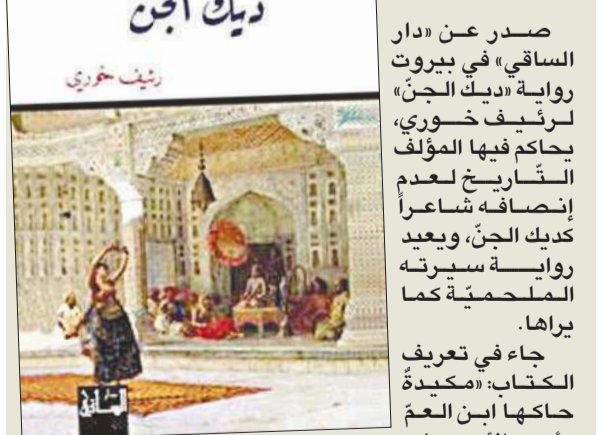 ديك الجن
رئيف خوري
الساقي
صدر عن «دار
الساقي» في بيروت
رواية «ديك الجنّ»
لرئيف خوري،
يحاكم فيها المؤلف
التّاريخ لعدم
إنصافه شاعراً
كديك الجنّ، ويعيد
رواية سيرته
الملحميّة كما
يراها.
جاء في تعريف
الكتاب: «مكيدةٌ
حاكها ابن العمّ